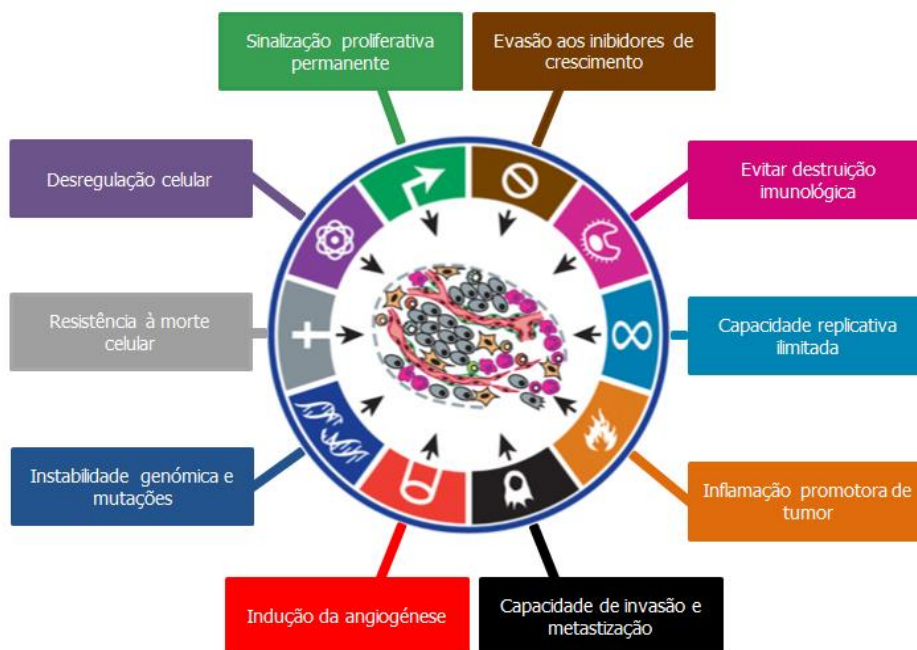 Sinalização proliferativa
permanente
Evasão aos inibidores de
crescimento
Desregulação celular
Evitar destruição
imunológica
Resistência à morte
celular
Capacidade replicativa
ilimitada
Instabilidade genómica e
mutações
Inflamação promotora de
tumor
Indução da
angiogénese
Capacidade de invasão e
metastização